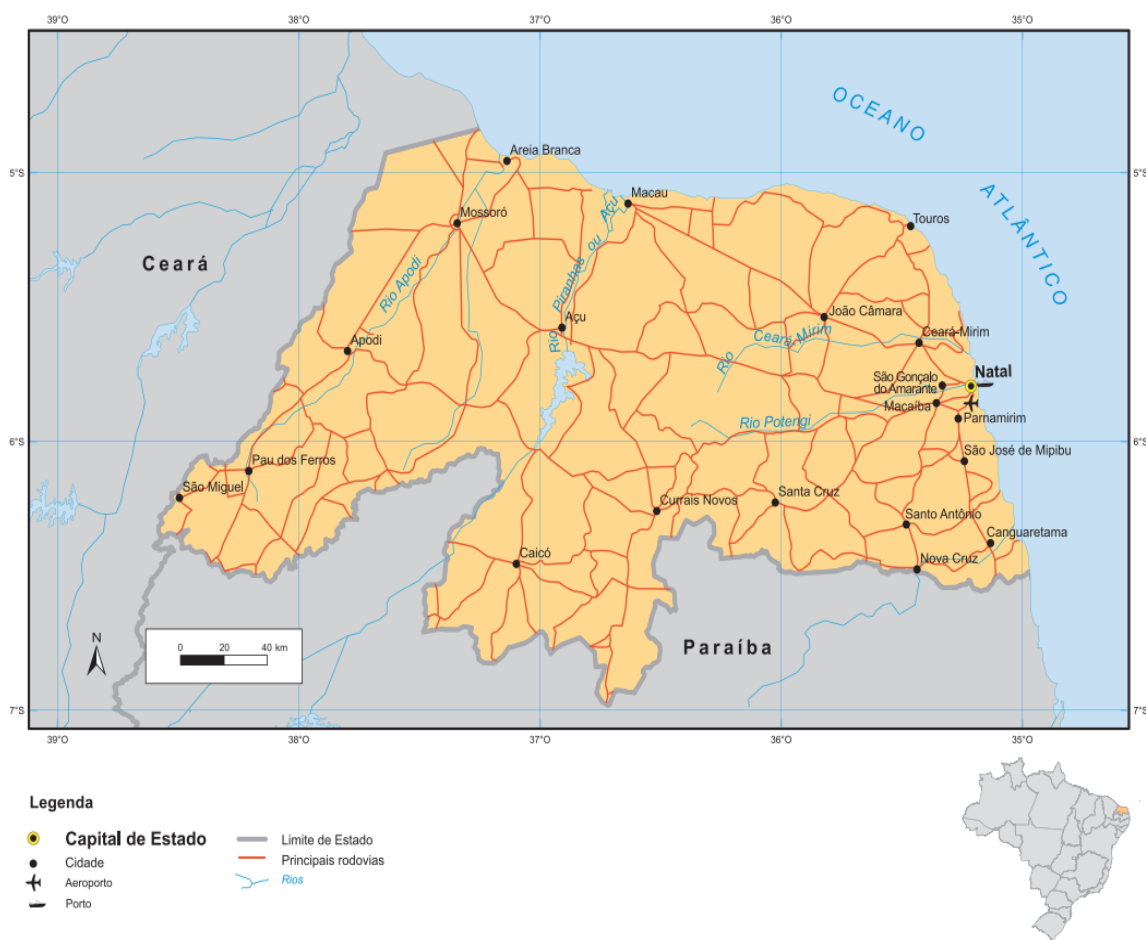 39°O 38°O 37°O 36°O 35°O
OCEANO
ATLÂNTICO
5°S 5°S
Areia Branca
Macau
Mossoró
Touros
Ceará
Rio Apodi
Rio Piranhas ou Açu
João Câmara
Açu
Ceará-Mirim
Rio Ceará-Mirim
Apodi
Natal
São Gonçalo
do Amarante
Macaíba
Parnamirim
Rio Potengi
6°S 6°S
São José de Mipibu
Pau dos Ferros
São Miguel
Currais Novos
Santa Cruz
Santo Antônio
Canguaretama
Caicó
Nova Cruz
Paraíba
N
0 20 40 km
7°S 7°S
39°O 38°O 37°O 36°O 35°O
Legenda
Capital de Estado
Cidade
Aeroporto
Porto
Limite de Estado
Principais rodovias
Rios